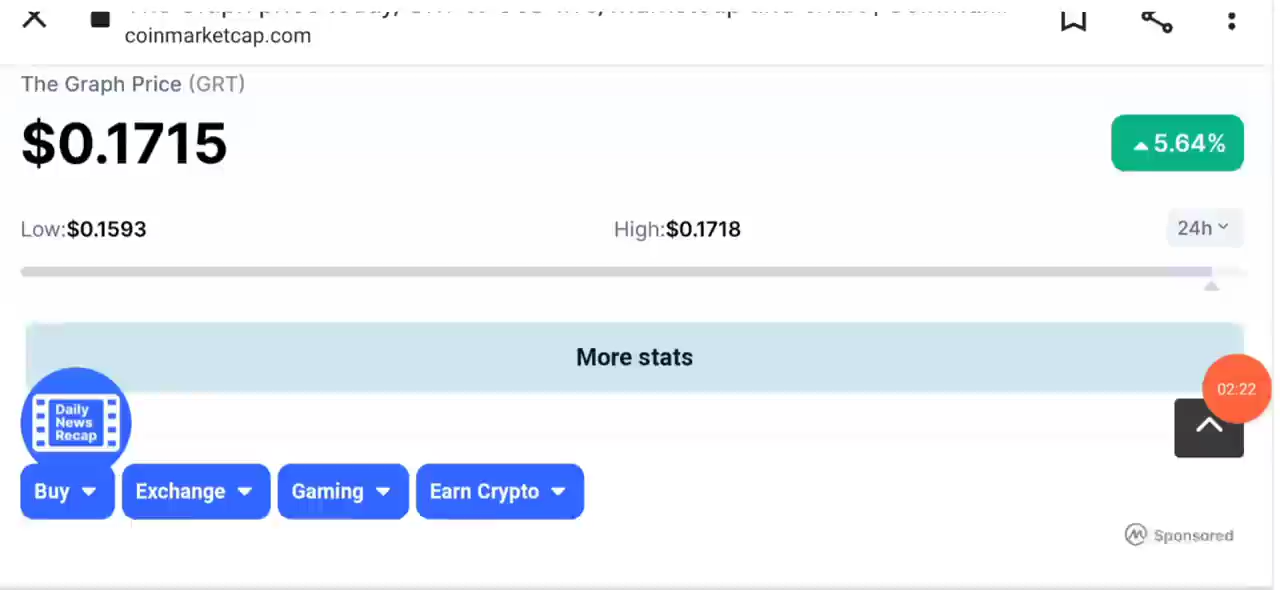 coinmarketcap.com
The Graph Price (GRT)
$0.1715
5.64%
Low:$0.1593
High:$0.1718
24h
More stats
02:22
Daily
News
Recap
Buy
Exchange
Gaming
Earn Crypto
Sponsored